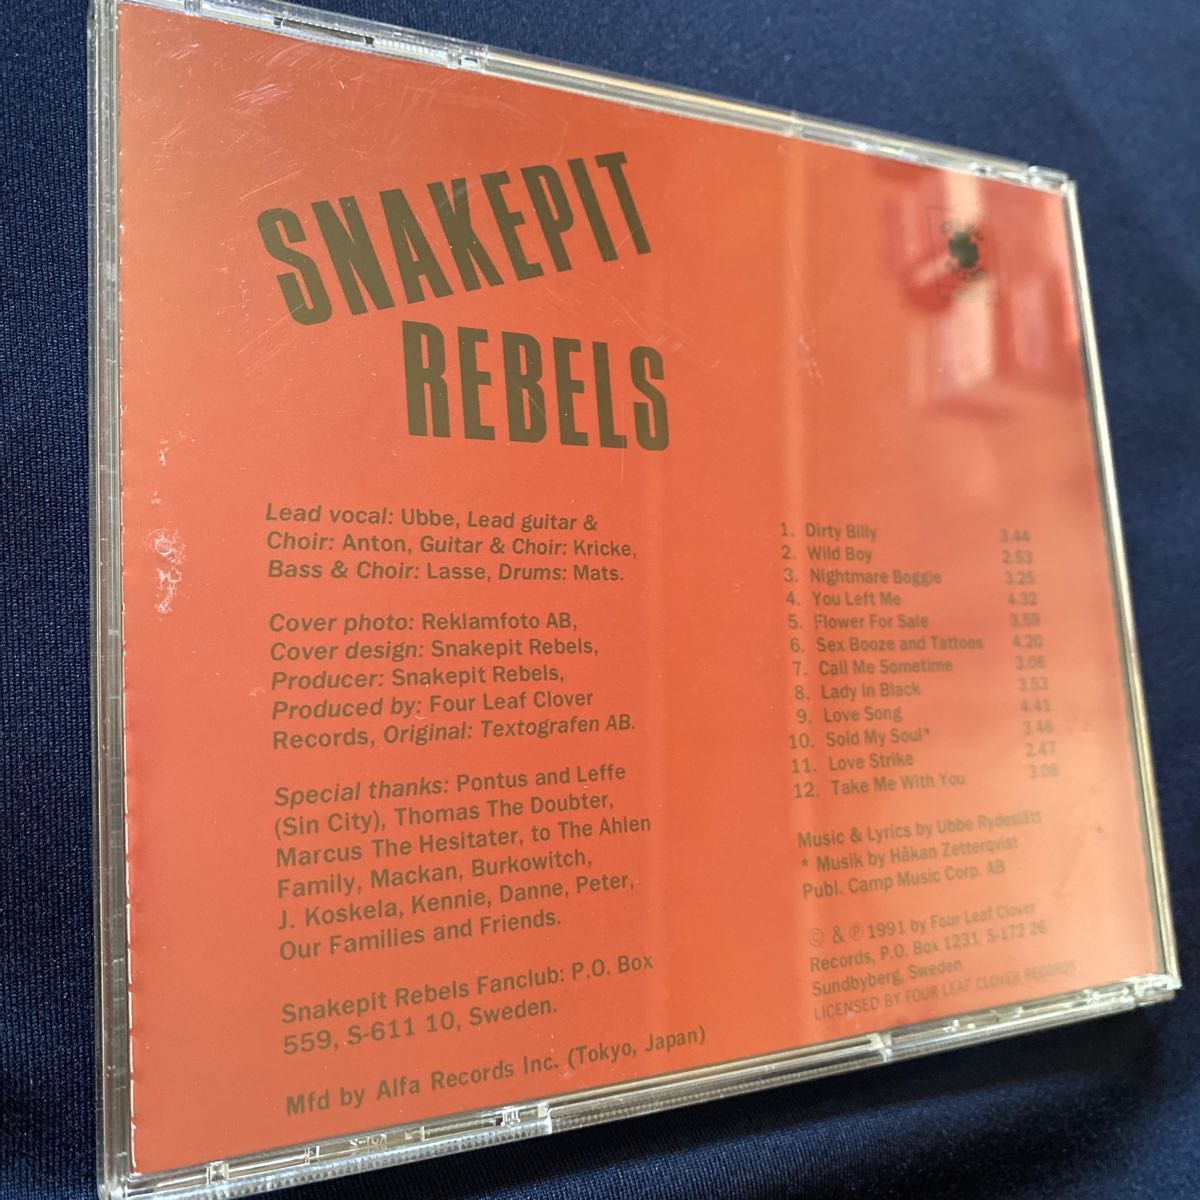 SNAKEPIT
REBELS
Lead vocal: Ubbe, Lead guitar &
Choir: Anton, Guitar & Choir: Kricke,
Bass & Choir: Lasse, Drums: Mats.
Cover photo: Reklamfoto AB,
Cover design: Snakepit Rebels,
Producer: Snakepit Rebels,
Produced by: Four Leaf Clover
Records, Original: Textografen AB.
Special thanks: Pontus and Leffe
(Sin City), Thomas The Doubter,
Marcus The Hesitater, to The Ahlen
Family, Mackan, Burkowitch,
J. Koskela, Kennie, Danne, Peter,
Our Families and Friends.
Snakepit Rebels Fanclub: P.O. Box
559, S-611 10, Sweden.
Mfd by Alfa Records Inc. (Tokyo, Japan)
1. Dirty Billy 3.44
2. Wild Boy 2.53
3. Nightmare Boggie 3.25
4. You Left Me 4.32
5. Flower For Sale 3.59
6. Sex Booze and Tattoos 4.20
7. Call Me Sometime 3.06
8. Lady In Black 3.53
9. Love Song 4.41
10. Sold My Soul* 3.46
11. Love Strike 2.47
12. Take Me With You 3.08
Music & Lyrics by Ubbe Rydeslätt
* Musik by Håkan Zetterqvist
Publ. Camp Music Corp. AB
© & ℗ 1991 by Four Leaf Clover
Records, P.O. Box 1231, S-172 26
Sundbyberg, Sweden
LICENSED BY FOUR LEAF CLOVER RECORDS